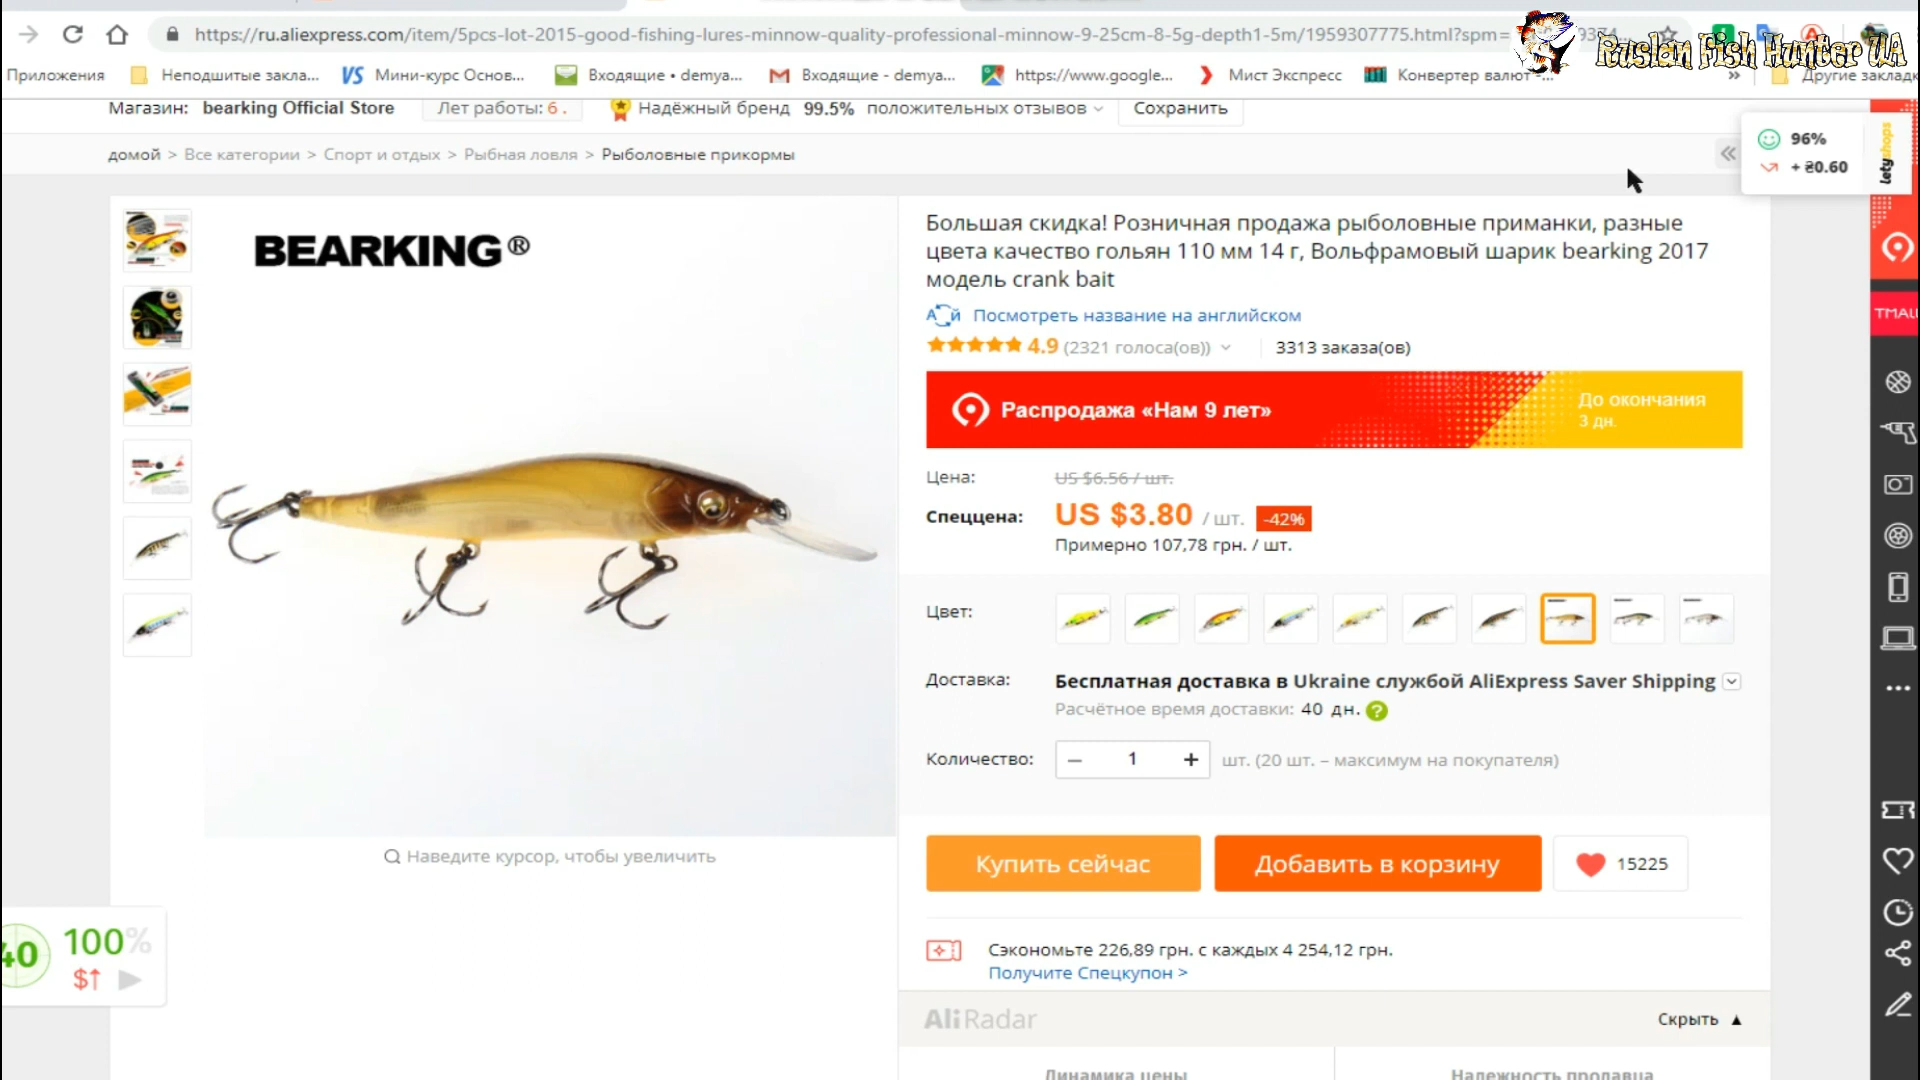 https://ru.aliexpress.com/item/5pcs-lot-2015-good-fishing-lures-minnow-quality-professional-minnow-9-25cm-8-5g-depth1-5m/1959307775.html?spm=
Ruslan Fish Hunter UA
Приложения
Неподшитые закла...
Мини-курс Основ...
Входящие • demya...
Входящие - demya...
https://www.google...
Мист Экспресс
Конвертер валют -...
»
Другие заклад
Магазин: bearking Official Store
Лет работы: 6 .
Надёжный бренд 99.5% положительных отзывов
Сохранить
96%
+ ₴0.60
letyshops
домой > Все категории > Спорт и отдых > Рыбная ловля > Рыболовные прикормы
BEARKING®
Большая скидка! Розничная продажа рыболовные приманки, разные
цвета качество гольян 110 мм 14 г, Вольфрамовый шарик bearking 2017
модель crank bait
Посмотреть название на английском
4.9 (2321 голоса(ов))
3313 заказа(ов)
TMALL
Распродажа «Нам 9 лет»
До окончания
3 дн.
Цена: US $6.56 / шт.
Спеццена: US $3.80 / шт. -42%
Примерно 107,78 грн. / шт.
Цвет:
Доставка: Бесплатная доставка в Ukraine службой AliExpress Saver Shipping
Расчётное время доставки: 40 дн. ?
Количество: — 1 + шт. (20 шт. – максимум на покупателя)
Наведите курсор, чтобы увеличить
Купить сейчас
Добавить в корзину
15225
40
100%
$↑
Сэкономьте 226,89 грн. с каждых 4 254,12 грн.
Получите Спецкупон >
AliRadar
Скрыть ▲
Динамика цены
Надежность продавца